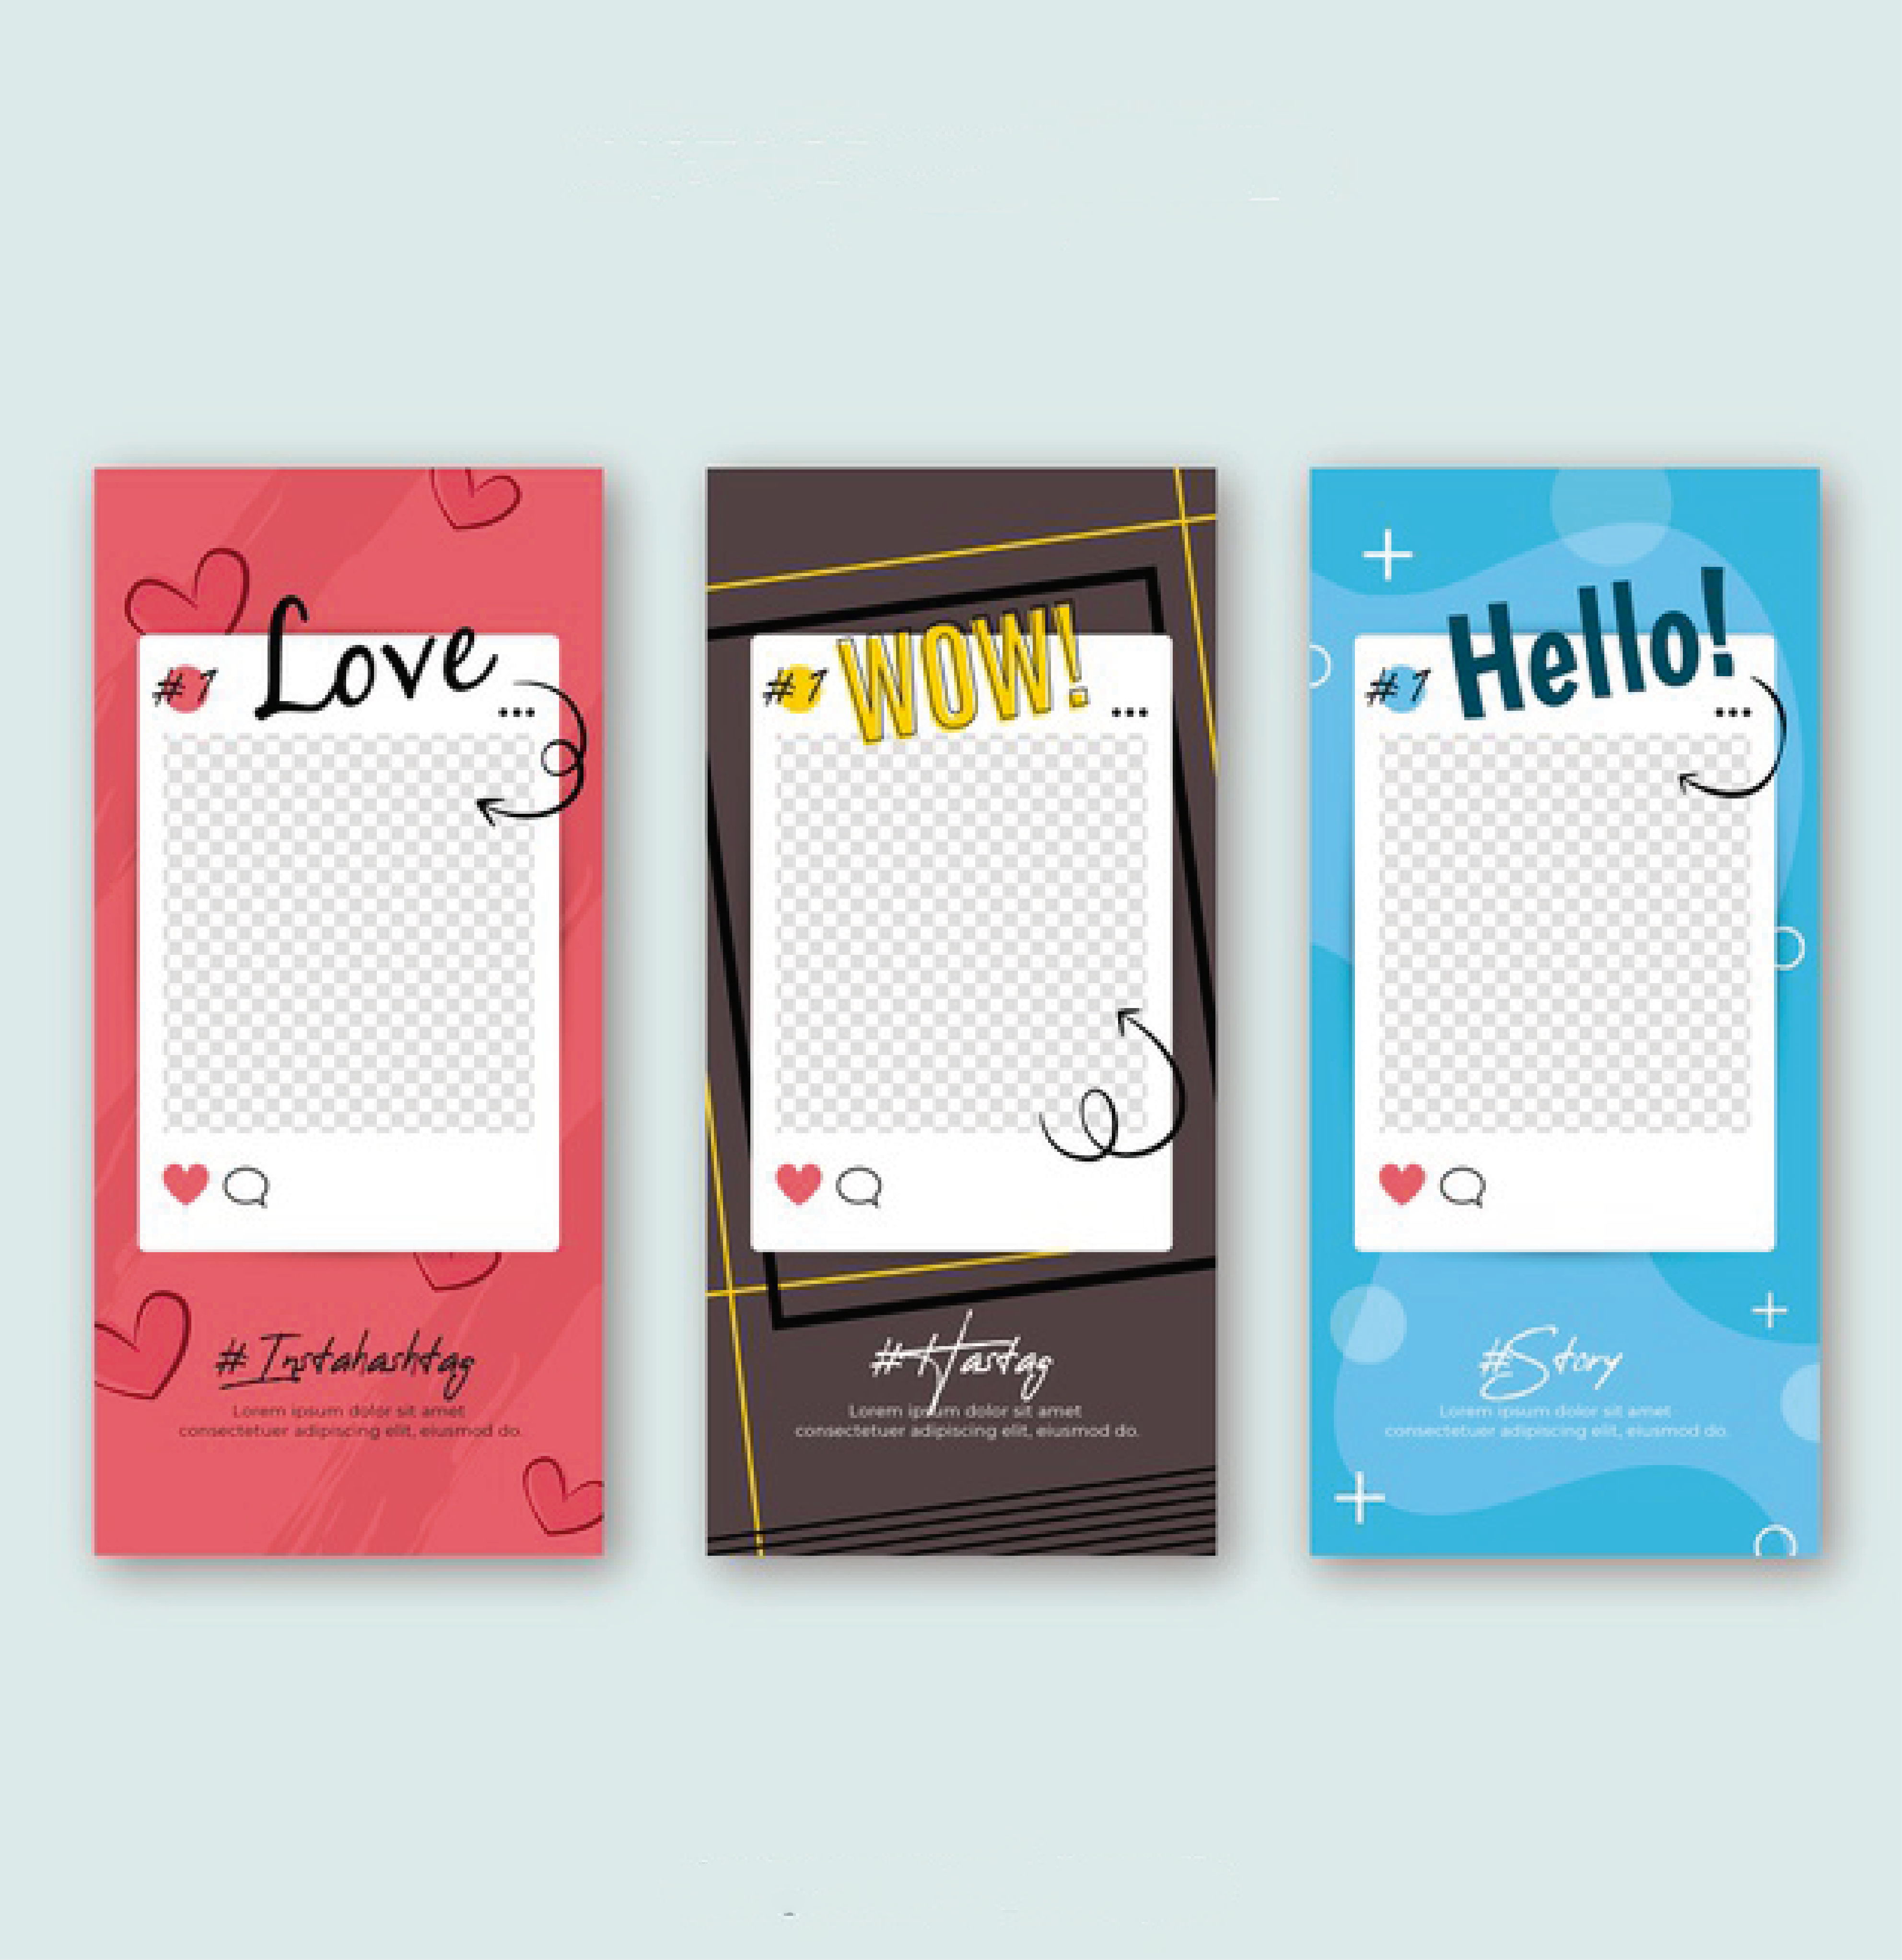 #1 Love
#Instahashtag
Lorem ipsum dolor sit amet
consectetuer adipiscing elit, eiusmod do.
#1 WOW!
#Hastag
Lorem ipsum dolor sit amet
consectetuer adipiscing elit, eiusmod do.
#1 Hello!
#Story
Lorem ipsum dolor sit amet
consectetuer adipiscing elit, eiusmod do.